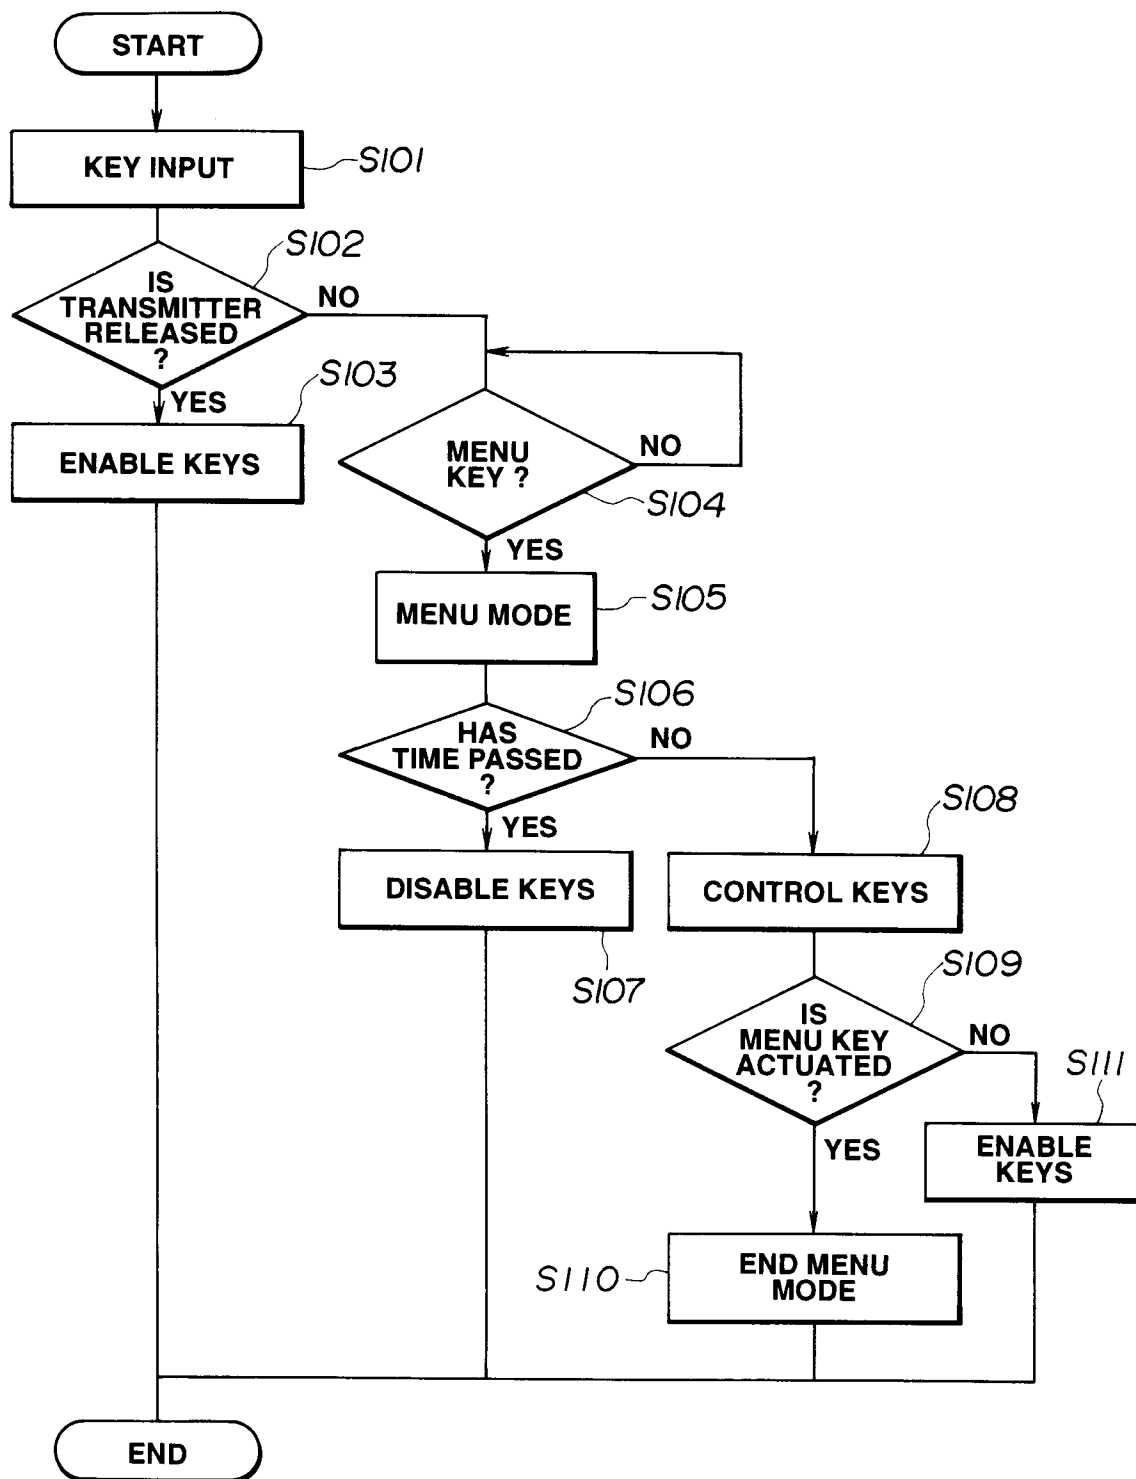 START
KEY INPUT
S101
S102
IS
TRANSMITTER
RELEASED
?
NO
YES
S103
ENABLE KEYS
MENU
KEY ?
NO
S104
YES
MENU MODE
S105
S106
HAS
TIME PASSED
?
NO
YES
DISABLE KEYS
S107
S108
CONTROL KEYS
S109
IS
MENU KEY
ACTUATED
?
NO
YES
S111
ENABLE
KEYS
S110
END MENU
MODE
END